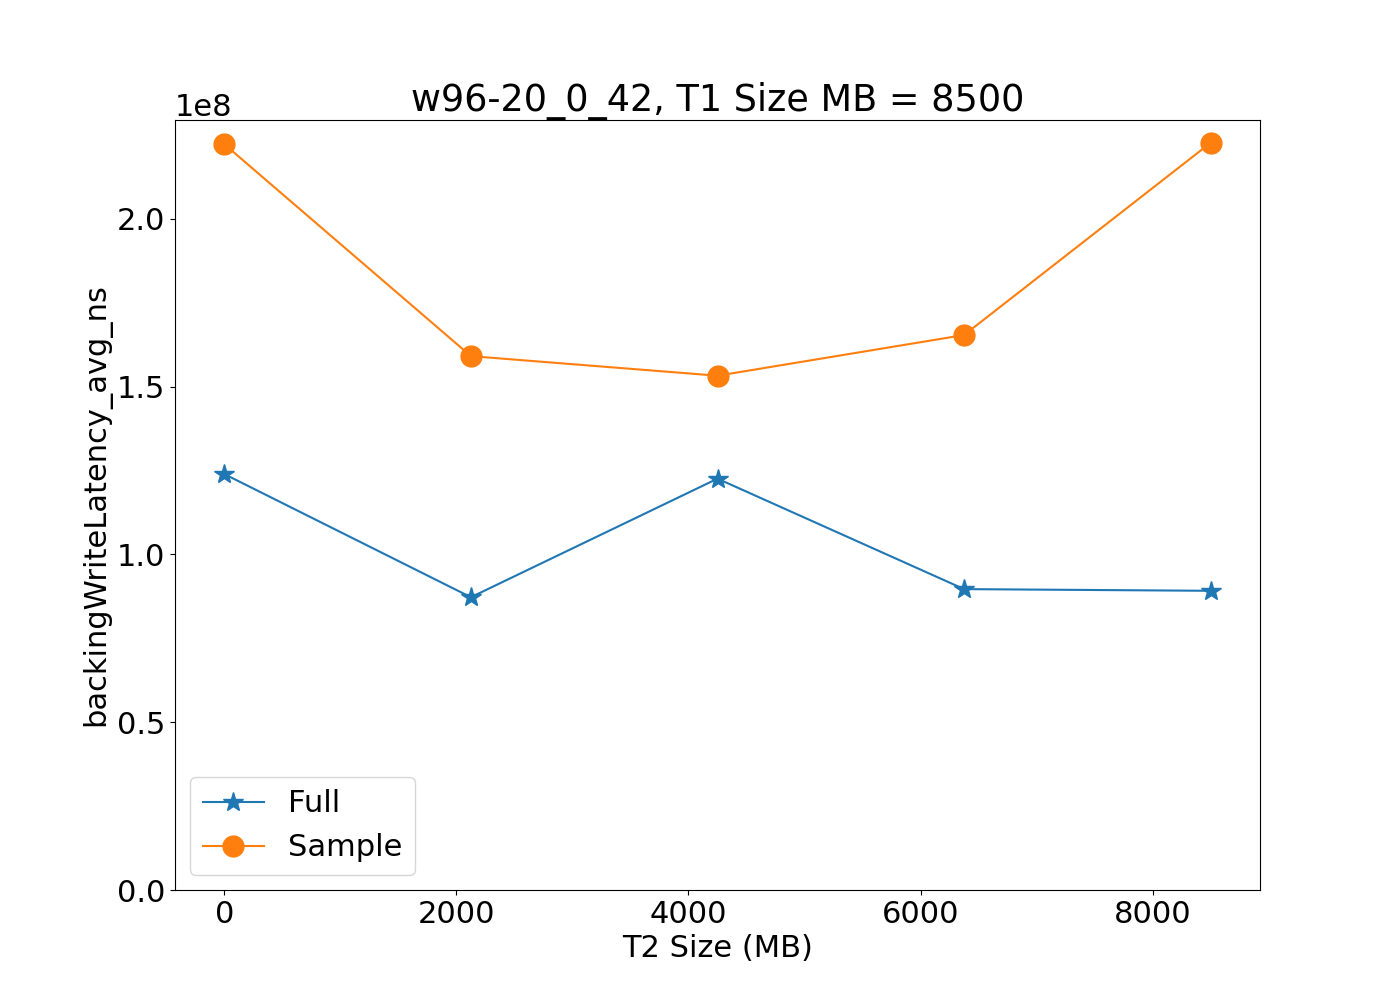 w96-20_0_42, T1 Size MB = 8500
1e8
2.0
1.5
1.0
0.5
0.0
backingWriteLatency_avg_ns
Full
Sample
0 2000 4000 6000 8000
T2 Size (MB)